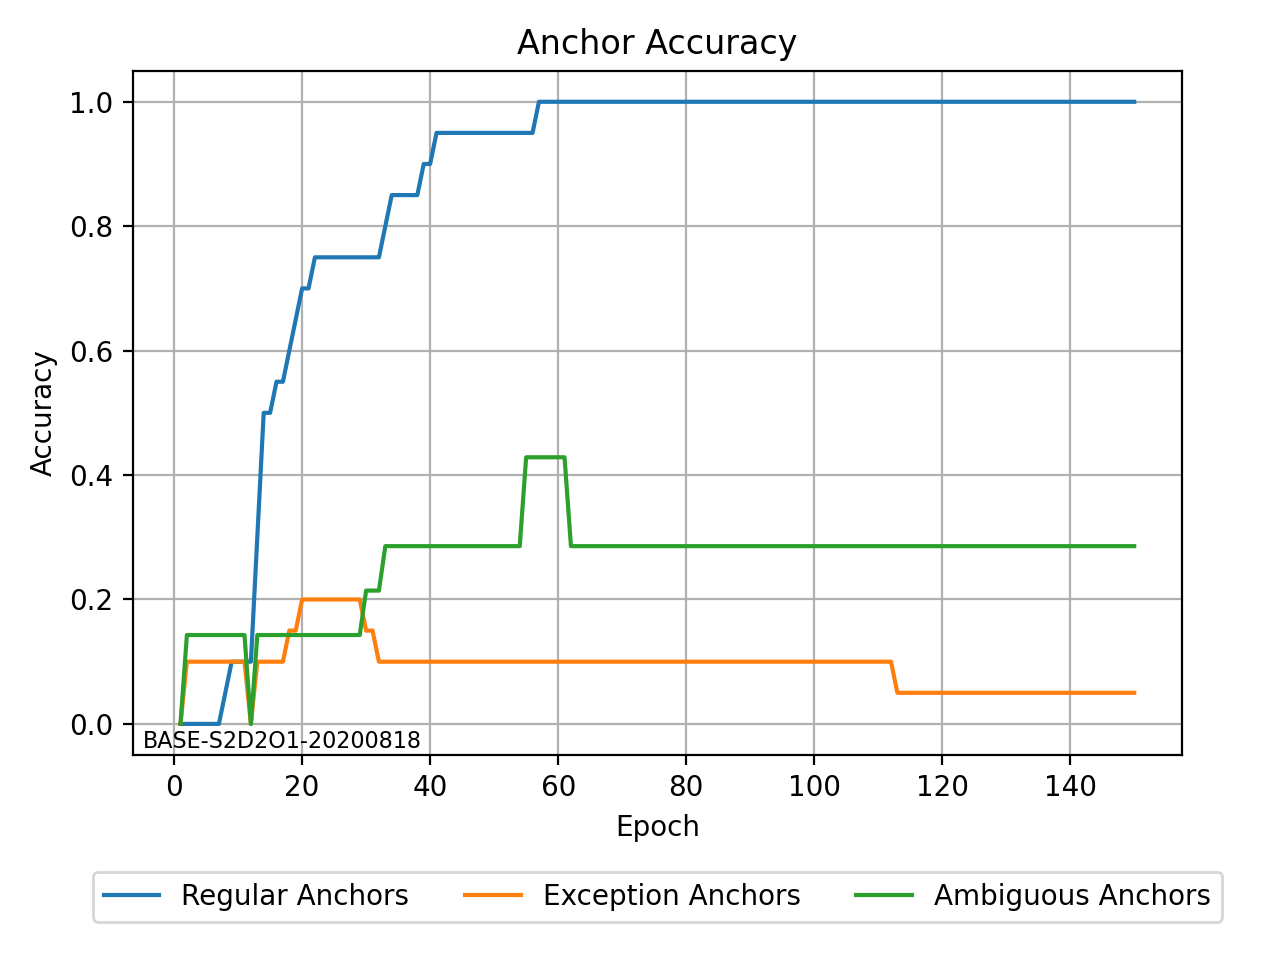 Anchor Accuracy
Accuracy
1.0
0.8
0.6
0.4
0.2
0.0
BASE-S2D2O1-20200818
0 20 40 60 80 100 120 140
Epoch
Regular Anchors Exception Anchors Ambiguous Anchors